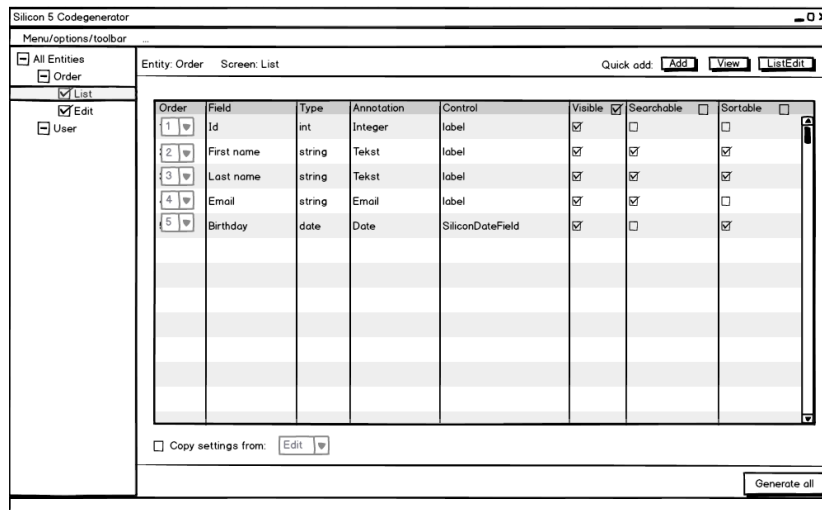 Silicon 5 Codegenerator
Menu/options/toolbar ...
All Entities
Order
List
Edit
User
Entity: Order Screen: List Quick add: Add View ListEdit
Order Field Type Annotation Control Visible Searchable Sortable
1 Id int Integer label
2 First name string Tekst label
3 Last name string Tekst label
4 Email string Email label
5 Birthday date Date SiliconDateField
Copy settings from: Edit
Generate all